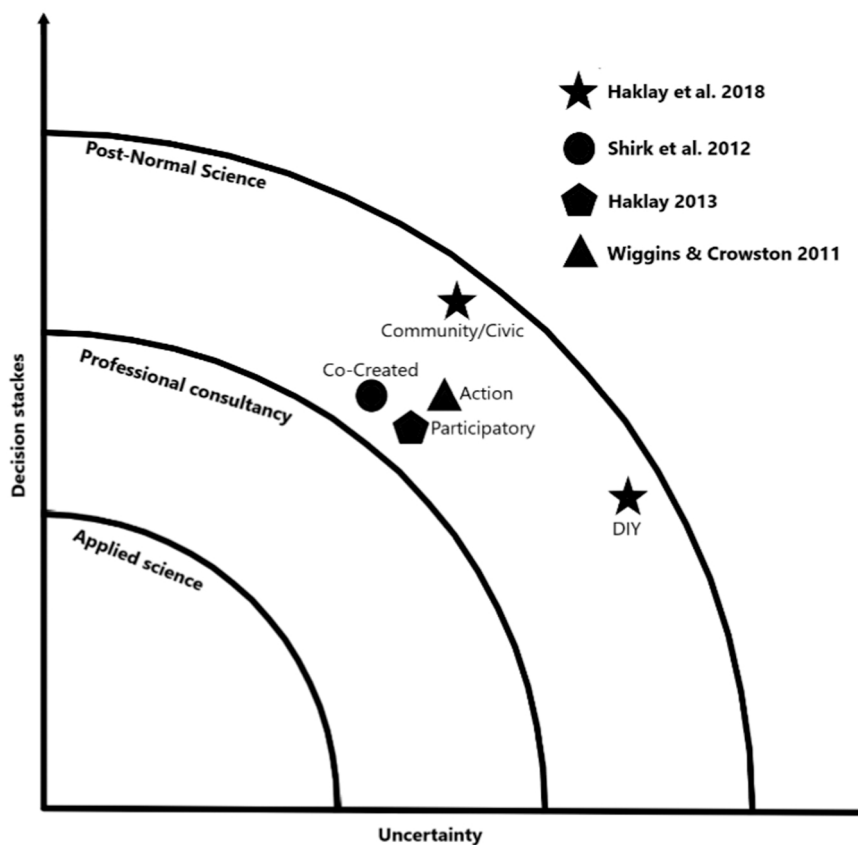 Haklay et al. 2018
Shirk et al. 2012
Haklay 2013
Wiggins & Crowston 2011
Post-Normal Science
Community/Civic
Professional consultancy
Co-Created
Action
Participatory
DIY
Applied science
Decision stackes
Uncertainty